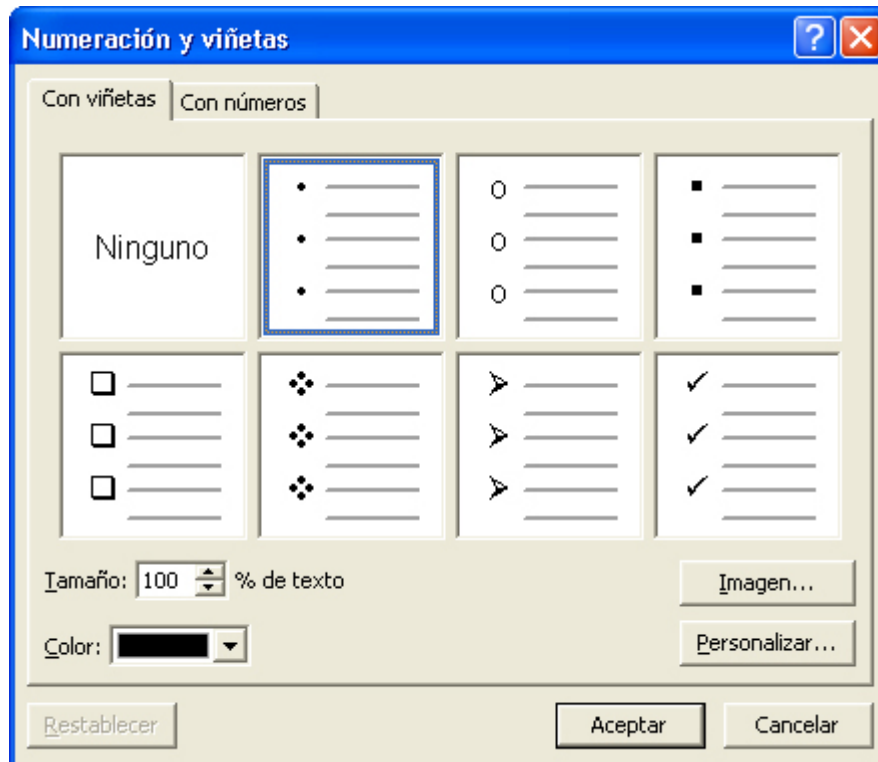 Numeración y viñetas
Con viñetas
Con números
Ninguno
Tamaño: 100 % de texto
Imagen...
Color:
Personalizar...
Restablecer
Aceptar
Cancelar